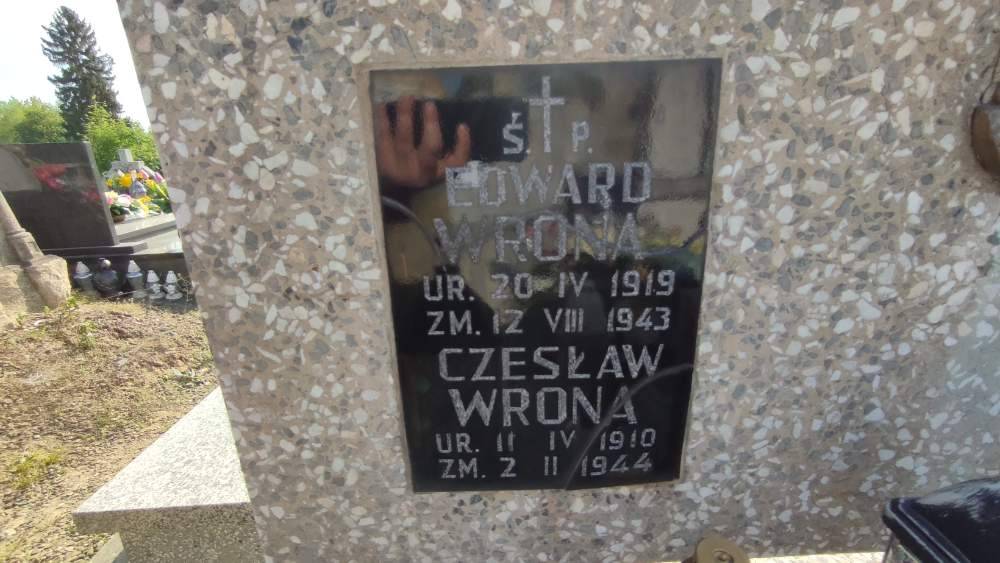 Ś. P.
EDWARD
WRONA
UR. 20 IV 1919
ZM. 12 VIII 1943
CZESŁAW
WRONA
UR. 11 IV 1910
ZM. 2 II 1944